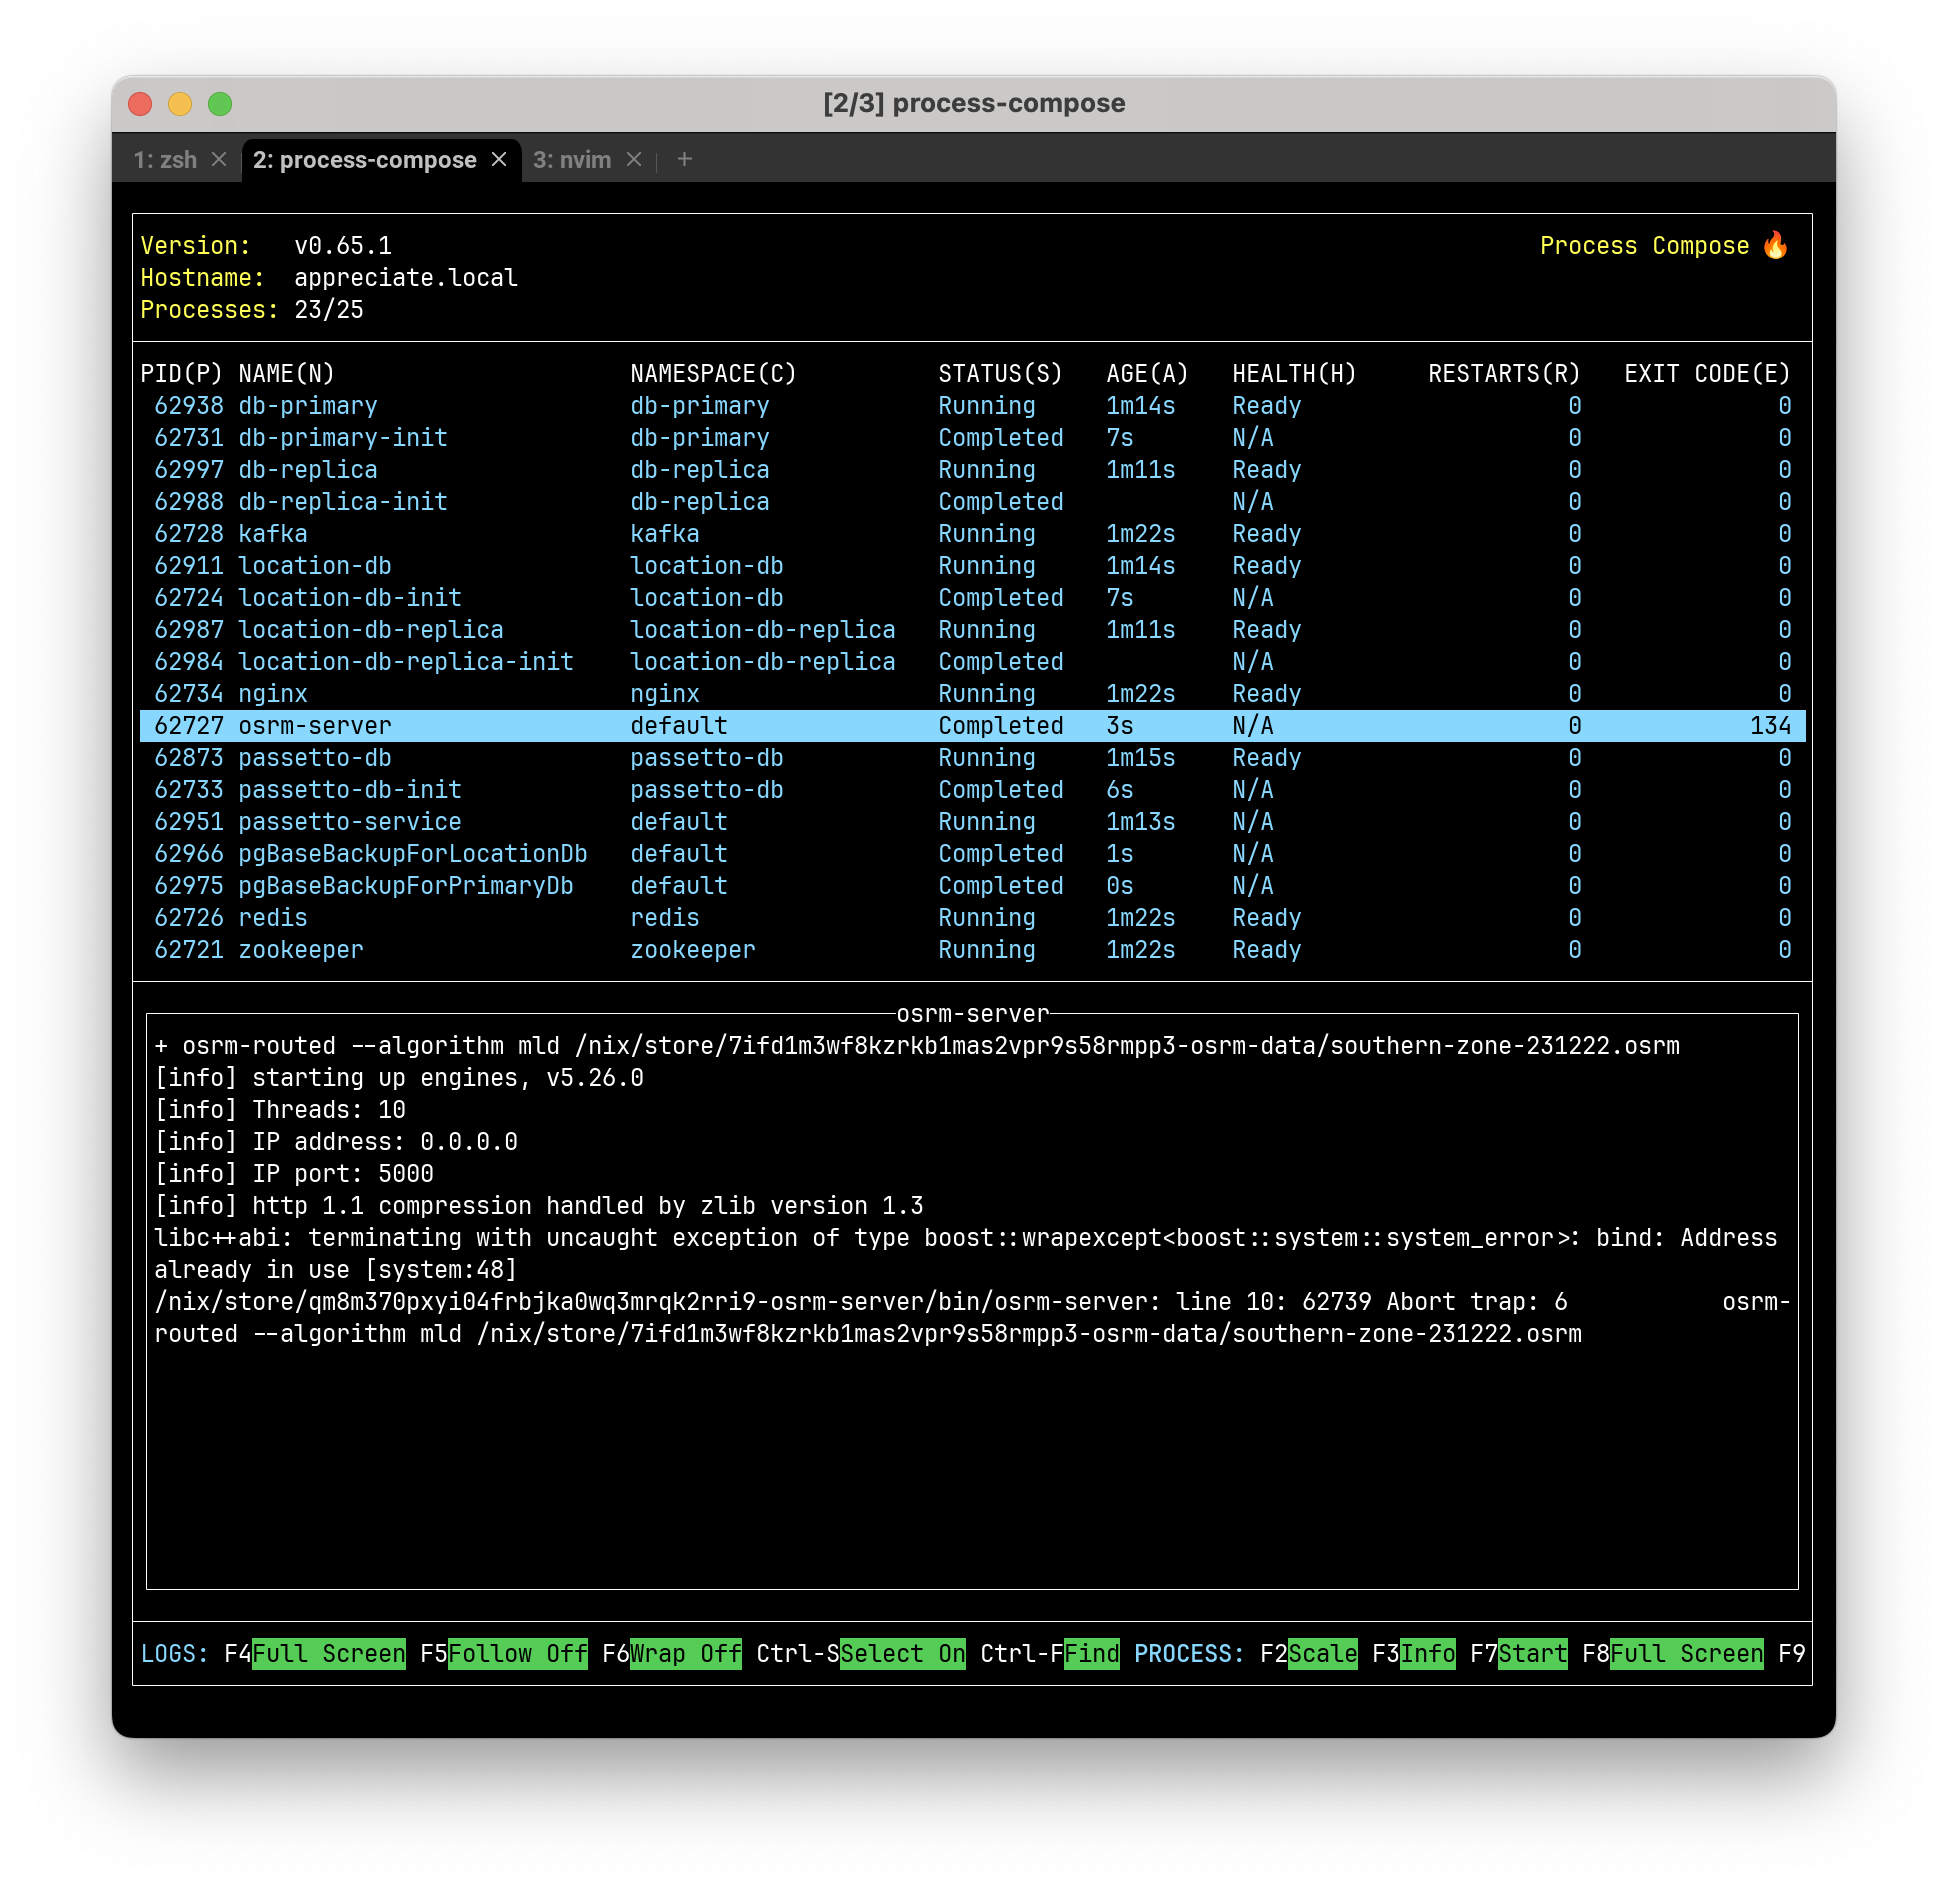 [2/3] process-compose
1: zsh × 2: process-compose × 3: nvim × +
Version: v0.65.1 Process Compose 🔥
Hostname: appreciate.local
Processes: 23/25
PID(P) NAME(N) NAMESPACE(C) STATUS(S) AGE(A) HEALTH(H) RESTARTS(R) EXIT CODE(E)
62938 db-primary db-primary Running 1m14s Ready 0 0
62731 db-primary-init db-primary Completed 7s N/A 0 0
62997 db-replica db-replica Running 1m11s Ready 0 0
62988 db-replica-init db-replica Completed N/A 0 0
62728 kafka kafka Running 1m22s Ready 0 0
62911 location-db location-db Running 1m14s Ready 0 0
62724 location-db-init location-db Completed 7s N/A 0 0
62987 location-db-replica location-db-replica Running 1m11s Ready 0 0
62984 location-db-replica-init location-db-replica Completed N/A 0 0
62734 nginx nginx Running 1m22s Ready 0 0
62727 osrm-server default Completed 3s N/A 0 134
62873 passetto-db passetto-db Running 1m15s Ready 0 0
62733 passetto-db-init passetto-db Completed 6s N/A 0 0
62951 passetto-service default Running 1m13s N/A 0 0
62966 pgBaseBackupForLocationDb default Completed 1s N/A 0 0
62975 pgBaseBackupForPrimaryDb default Completed 0s N/A 0 0
62726 redis redis Running 1m22s Ready 0 0
62721 zookeeper zookeeper Running 1m22s Ready 0 0
osrm-server
+ osrm-routed --algorithm mld /nix/store/7ifd1m3wf8kzrkb1mas2vpr9s58rmpp3-osrm-data/southern-zone-231222.osrm
[info] starting up engines, v5.26.0
[info] Threads: 10
[info] IP address: 0.0.0.0
[info] IP port: 5000
[info] http 1.1 compression handled by zlib version 1.3
libc++abi: terminating with uncaught exception of type boost::wrapexcept<boost::system::system_error>: bind: Address
already in use [system:48]
/nix/store/qm8m370pxyi04frbjka0wq3mrqk2rri9-osrm-server/bin/osrm-server: line 10: 62739 Abort trap: 6 osrm-
routed --algorithm mld /nix/store/7ifd1m3wf8kzrkb1mas2vpr9s58rmpp3-osrm-data/southern-zone-231222.osrm
LOGS: F4Full Screen F5Follow Off F6Wrap Off Ctrl-SSelect On Ctrl-FFind PROCESS: F2Scale F3Info F7Start F8Full Screen F9